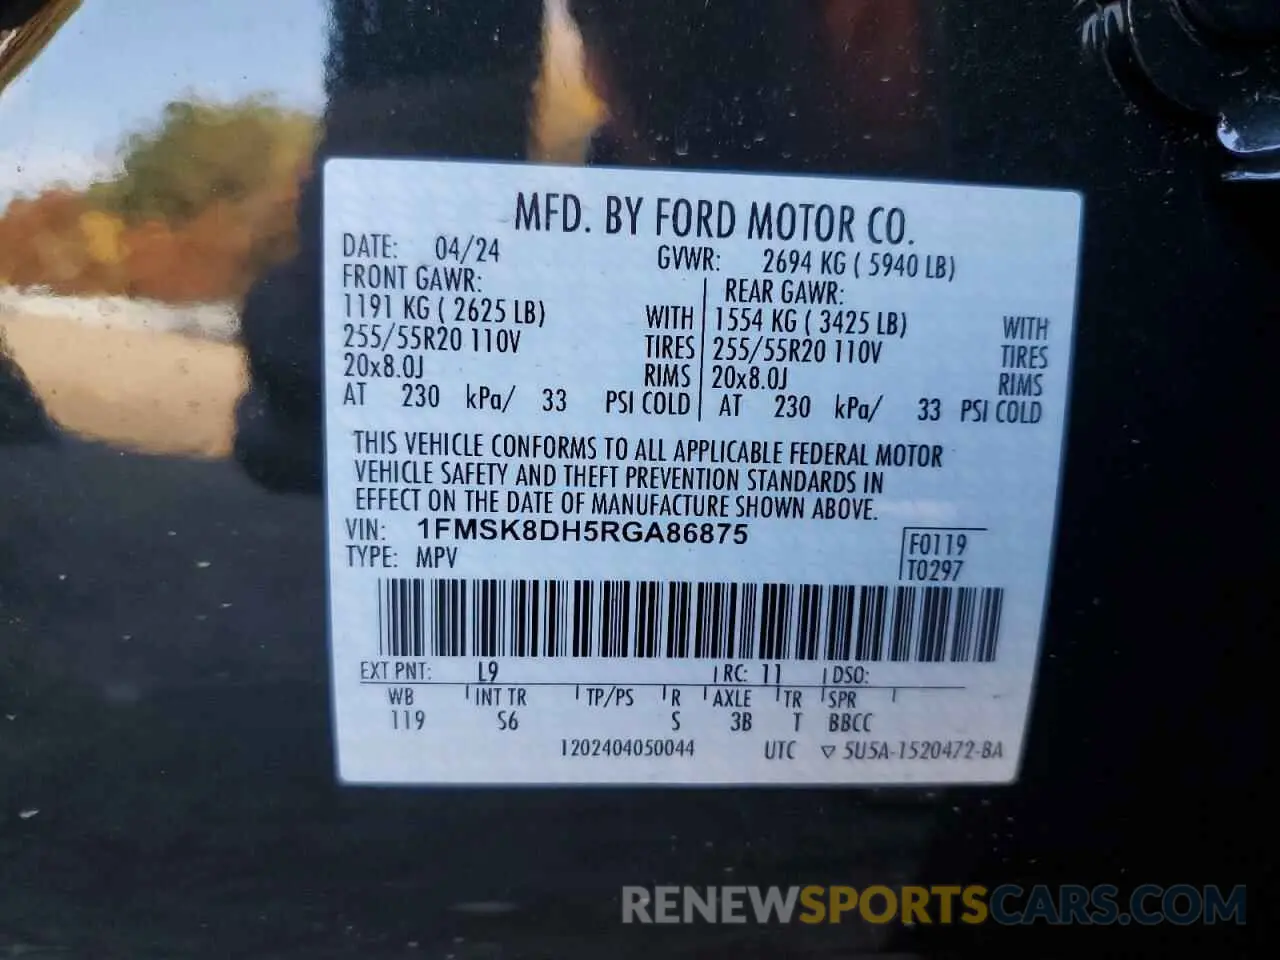 MFD. BY FORD MOTOR CO.
DATE: 04/24 GVWR: 2694 KG ( 5940 LB)
FRONT GAWR: REAR GAWR:
1191 KG ( 2625 LB) WITH 1554 KG ( 3425 LB) WITH
255/55R20 110V TIRES 255/55R20 110V TIRES
20x8.0J RIMS 20x8.0J RIMS
AT 230 kPa/ 33 PSI COLD AT 230 kPa/ 33 PSI COLD
THIS VEHICLE CONFORMS TO ALL APPLICABLE FEDERAL MOTOR
VEHICLE SAFETY AND THEFT PREVENTION STANDARDS IN
EFFECT ON THE DATE OF MANUFACTURE SHOWN ABOVE.
VIN: 1FMSK8DH5RGA86875
TYPE: MPV
F0119
T0297
EXT PNT: L9 RC: 11 DSO:
WB INT TR TP/PS R AXLE TR SPR
119 S6 S 3B T BBCC
1202404050044 UTC ▽ 5U5A-1520472-BA
RENEWSPORTSCARS.COM